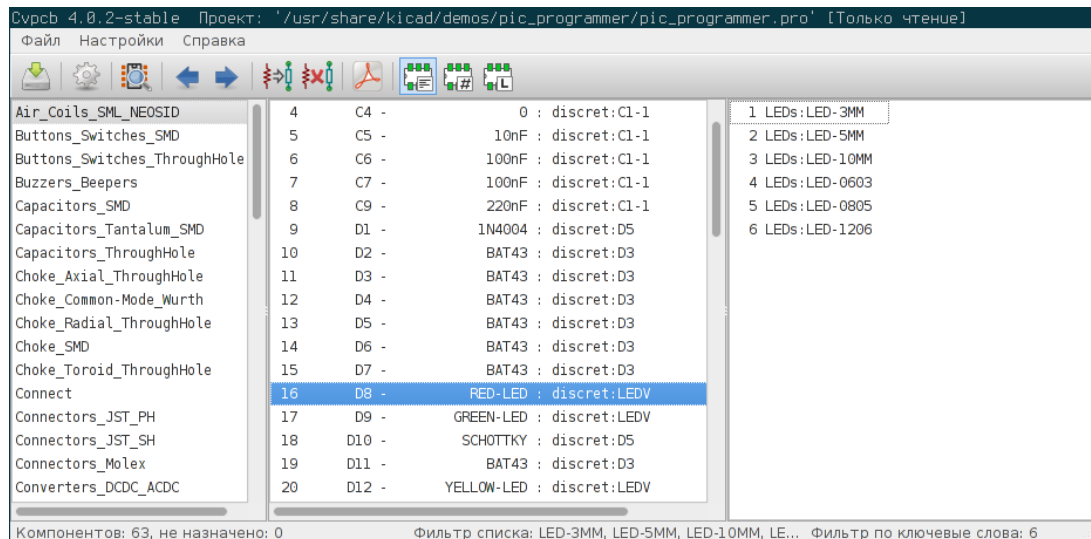 Cvpcb 4.0.2-stable Проект: '/usr/share/kicad/demos/pic_programmer/pic_programmer.pro' [Только чтение]
Файл Настройки Справка
Air_Coils_SML_NEOSID
Buttons_Switches_SMD
Buttons_Switches_ThroughHole
Buzzers_Beepers
Capacitors_SMD
Capacitors_Tantalum_SMD
Capacitors_ThroughHole
Choke_Axial_ThroughHole
Choke_Common-Mode_Wurth
Choke_Radial_ThroughHole
Choke_SMD
Choke_Toroid_ThroughHole
Connect
Connectors_JST_PH
Connectors_JST_SH
Connectors_Molex
Converters_DCDC_ACDC
4 C4 - 0 : discret:C1-1
5 C5 - 10nF : discret:C1-1
6 C6 - 100nF : discret:C1-1
7 C7 - 100nF : discret:C1-1
8 C9 - 220nF : discret:C1-1
9 D1 - 1N4004 : discret:D5
10 D2 - BAT43 : discret:D3
11 D3 - BAT43 : discret:D3
12 D4 - BAT43 : discret:D3
13 D5 - BAT43 : discret:D3
14 D6 - BAT43 : discret:D3
15 D7 - BAT43 : discret:D3
16 D8 - RED-LED : discret:LEDV
17 D9 - GREEN-LED : discret:LEDV
18 D10 - SCHOTTKY : discret:D5
19 D11 - BAT43 : discret:D3
20 D12 - YELLOW-LED : discret:LEDV
1 LEDs:LED-3MM
2 LEDs:LED-5MM
3 LEDs:LED-10MM
4 LEDs:LED-0603
5 LEDs:LED-0805
6 LEDs:LED-1206
Компонентов: 63, не назначено: 0 Фильтр списка: LED-3MM, LED-5MM, LED-10MM, LE... Фильтр по ключевые слова: 6